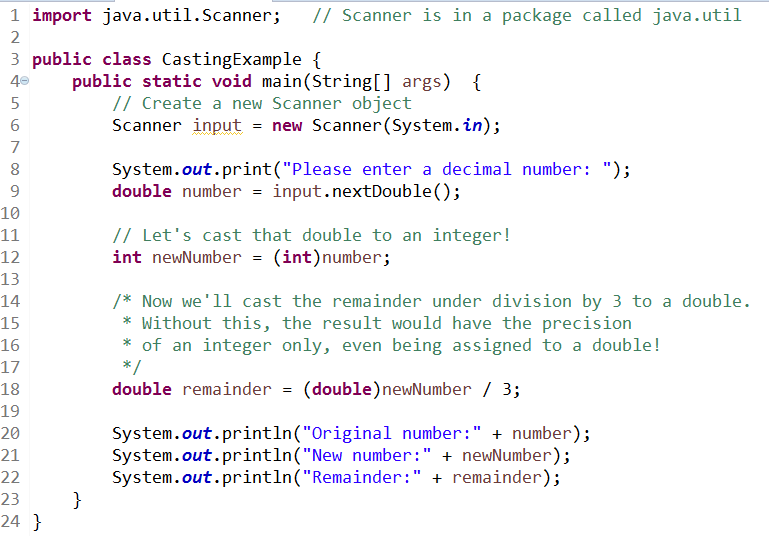 1 import java.util.Scanner;   // Scanner is in a package called java.util
2
3 public class CastingExample {
4     public static void main(String[] args)  {
5         // Create a new Scanner object
6         Scanner input = new Scanner(System.in);
7
8         System.out.print("Please enter a decimal number: ");
9         double number = input.nextDouble();
10
11         // Let's cast that double to an integer!
12         int newNumber = (int)number;
13
14         /* Now we'll cast the remainder under division by 3 to a double.
15          * Without this, the result would have the precision
16          * of an integer only, even being assigned to a double!
17          */
18         double remainder = (double)newNumber / 3;
19
20         System.out.println("Original number:" + number);
21         System.out.println("New number:" + newNumber);
22         System.out.println("Remainder:" + remainder);
23     }
24 }